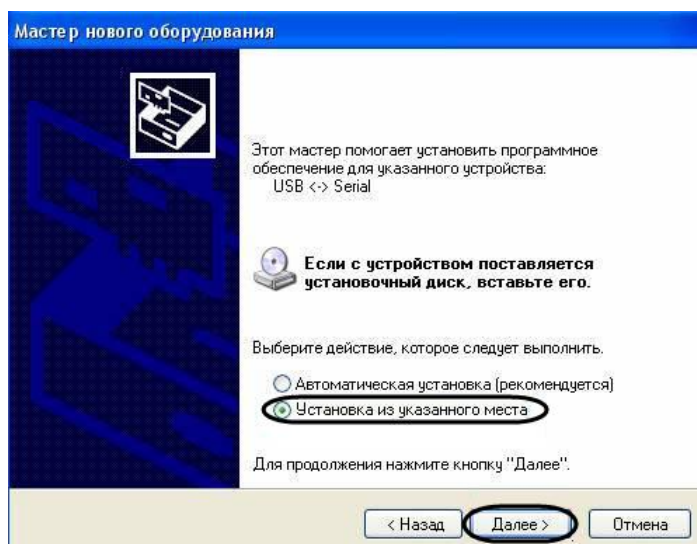 Мастер нового оборудования
Этот мастер помогает установить программное
обеспечение для указанного устройства:
USB <-> Serial
Если с устройством поставляется
установочный диск, вставьте его.
Выберите действие, которое следует выполнить.
Автоматическая установка (рекомендуется)
Установка из указанного места
Для продолжения нажмите кнопку "Далее".
< Назад Далее > Отмена